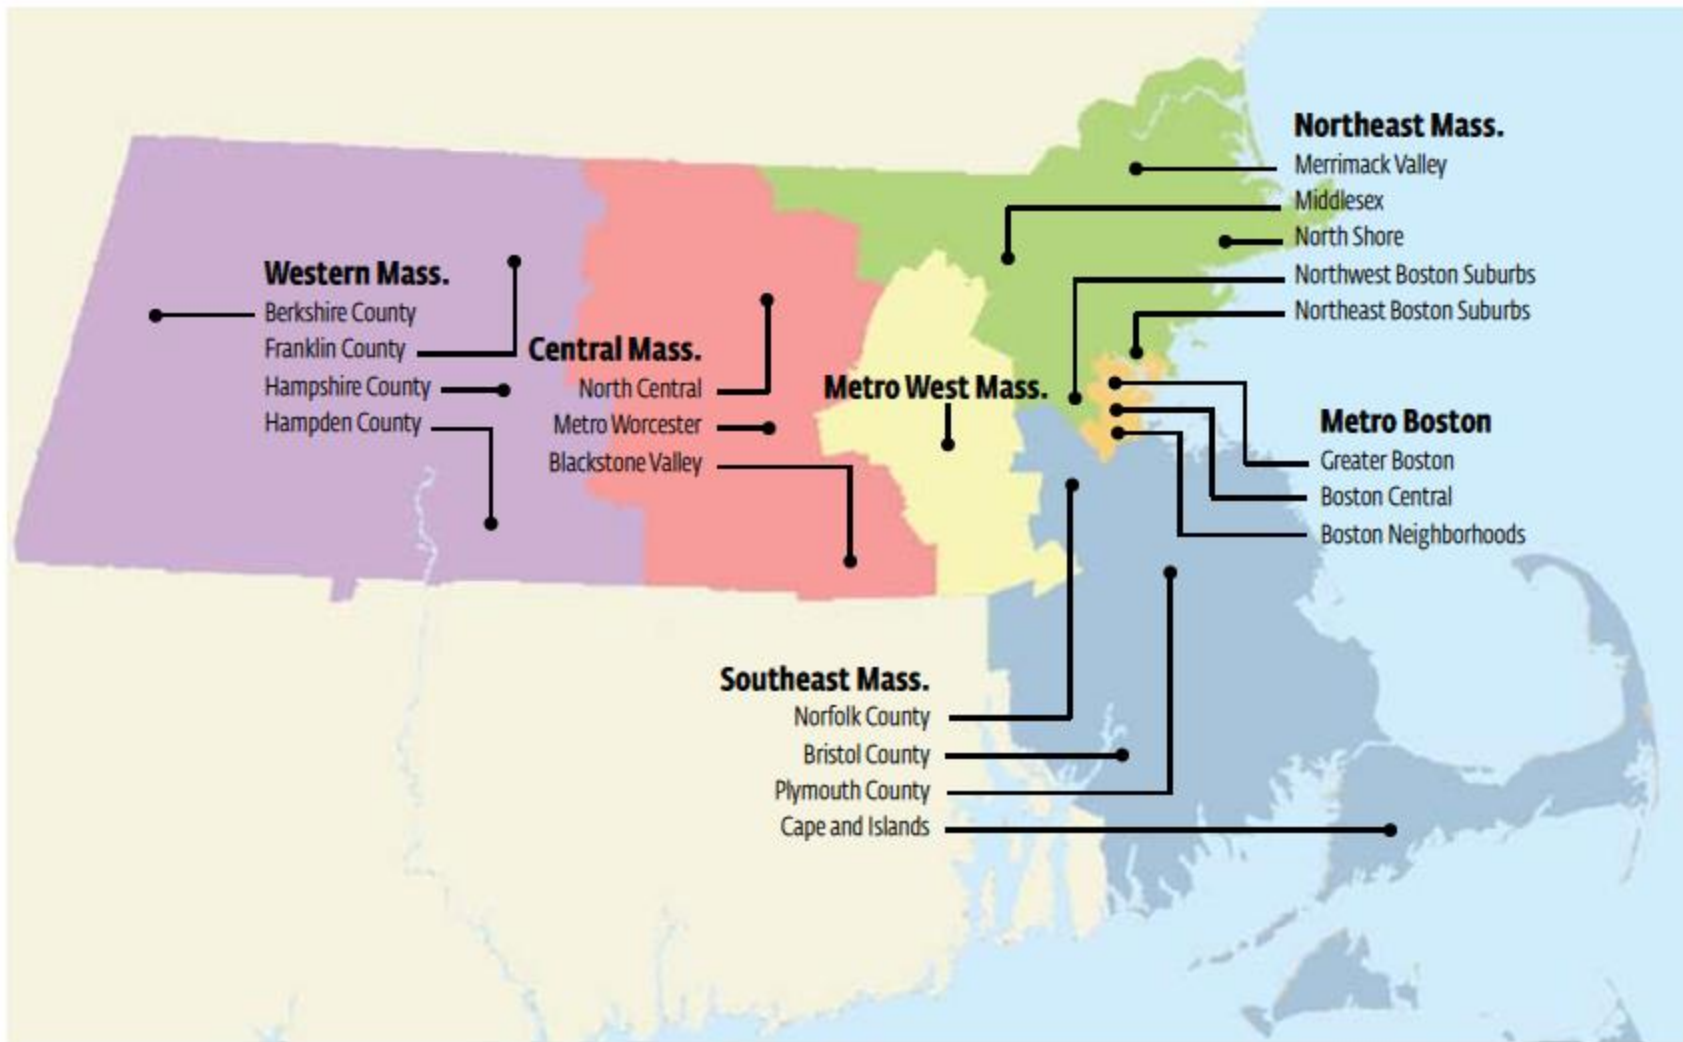 Northeast Mass.
Merrimack Valley
Middlesex
North Shore
Northwest Boston Suburbs
Northeast Boston Suburbs
Western Mass.
Berkshire County
Franklin County
Hampshire County
Hampden County
Central Mass.
North Central
Metro Worcester
Blackstone Valley
Metro West Mass.
Metro Boston
Greater Boston
Boston Central
Boston Neighborhoods
Southeast Mass.
Norfolk County
Bristol County
Plymouth County
Cape and Islands